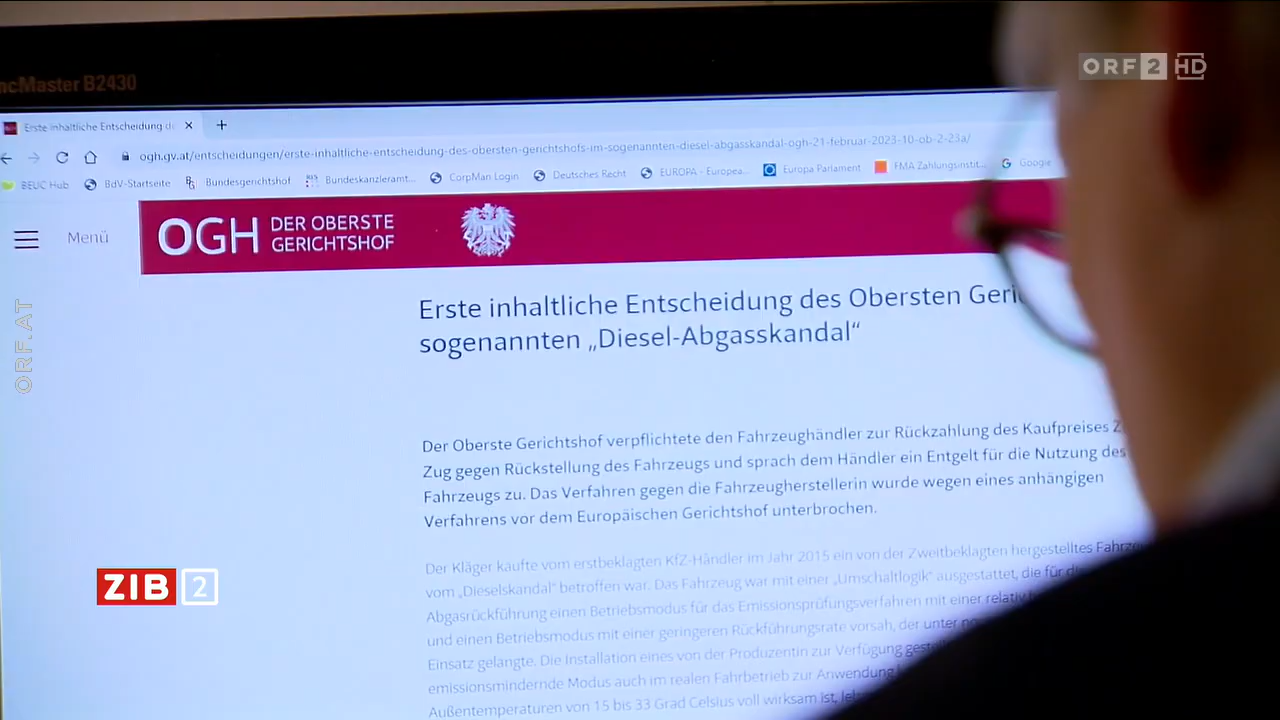 ORF 2 HD
ncMaster B2430
Erste inhaltliche Entscheidung de
ogh.gv.at/entscheidungen/erste-inhaltliche-entscheidung-des-obersten-gerichtshofs-im-sogenannten-diesel-abgasskandal-ogh-21-februar-2023-10-ob-2-23a/
BEUC Hub BdV-Startseite Bundesgerichtshof Bundeskanzleramt... CorpMan Login Deutsches Recht EUROPA - Europea... Europa Parlament FMA Zahlungsinstit... Google
Menü
OGH DER OBERSTE
GERICHTSHOF
Erste inhaltliche Entscheidung des Obersten Geri
sogenannten „Diesel-Abgasskandal“
ORF.AT
Der Oberste Gerichtshof verpflichtete den Fahrzeughändler zur Rückzahlung des Kaufpreises Z
Zug gegen Rückstellung des Fahrzeugs und sprach dem Händler ein Entgelt für die Nutzung des
Fahrzeugs zu. Das Verfahren gegen die Fahrzeugherstellerin wurde wegen eines anhängigen
Verfahrens vor dem Europäischen Gerichtshof unterbrochen.
Der Kläger kaufte vom erstbeklagten KfZ-Händler im Jahr 2015 ein von der Zweitbeklagten hergestelltes Fahrze
vom „Dieselskandal“ betroffen war. Das Fahrzeug war mit einer „Umschaltlogik“ ausgestattet, die für di
Abgasrückführung einen Betriebsmodus für das Emissionsprüfungsverfahren mit einer relativ
und einen Betriebsmodus mit einer geringeren Rückführungsrate vorsah, der unter
Einsatz gelangte. Die Installation eines von der Produzentin zur Verfügung gest
emissionsmindernde Modus auch im realen Fahrbetrieb zur Anwendung
Außentemperaturen von 15 bis 33 Grad Celsius voll wirksam ist,
ZIB 2